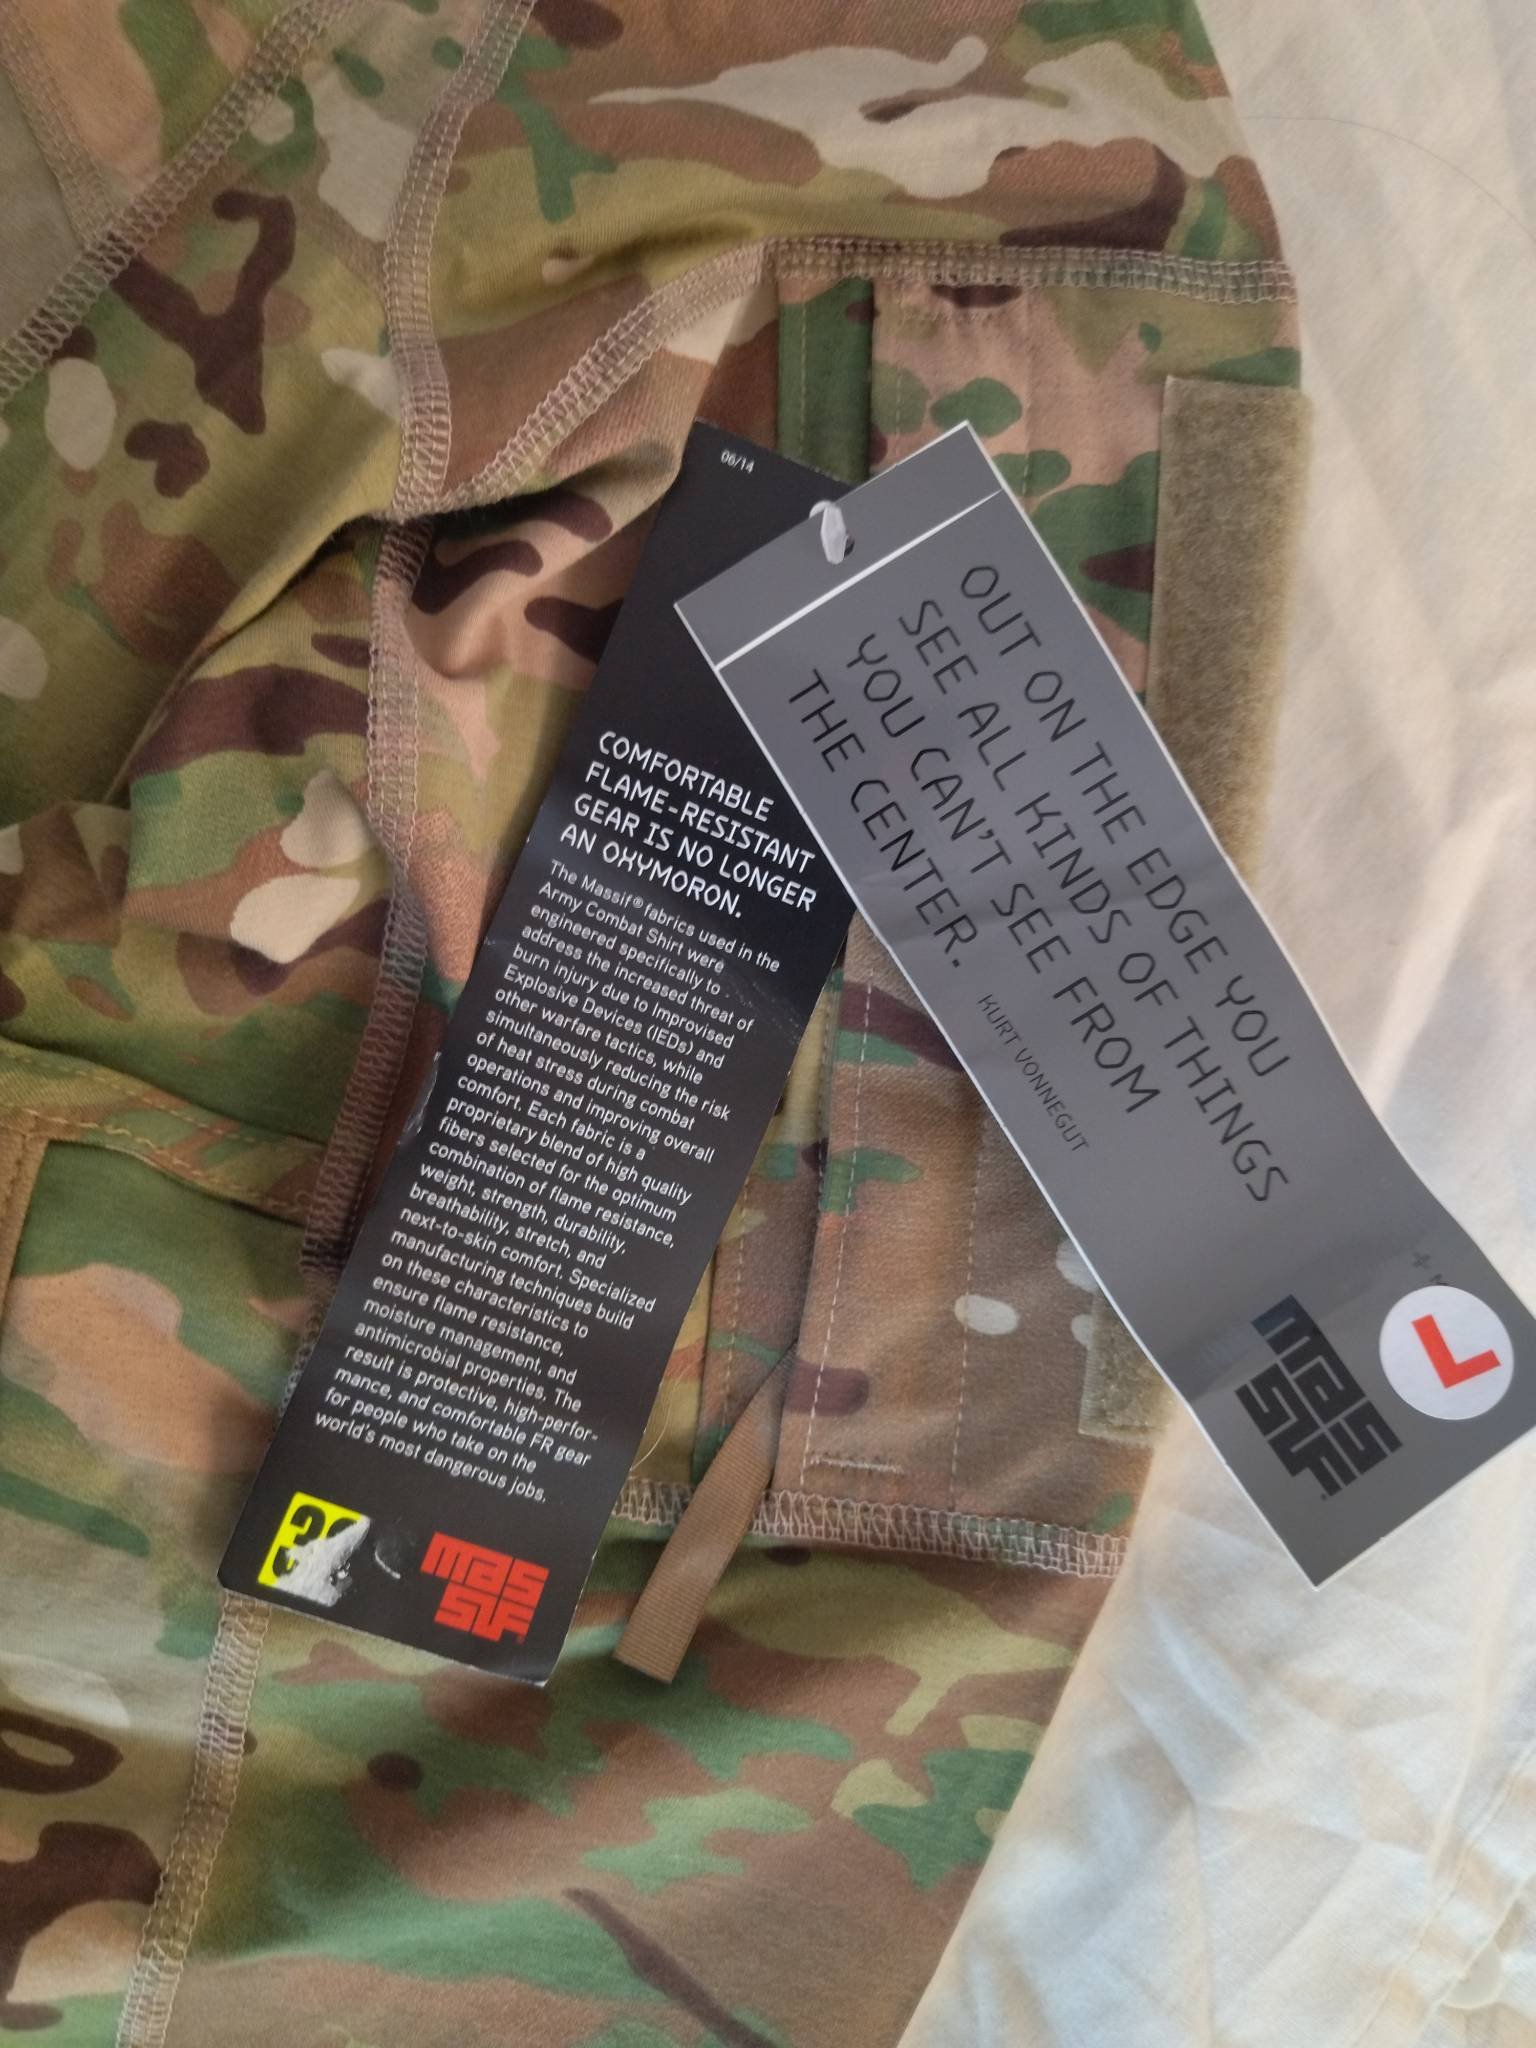 06/14
COMFORTABLE
FLAME-RESISTANT
GEAR IS NO LONGER
AN OXYMORON.
The Massif® fabrics used in the
Army Combat Shirt were
engineered specifically to
address the increased threat of
burn injury due to Improvised
Explosive Devices (IEDs) and
other warfare tactics, while
simultaneously reducing the risk
of heat stress during combat
operations and improving overall
comfort. Each fabric is a
proprietary blend of high quality
fibers selected for the optimum
combination of flame resistance,
weight, strength, durability,
breathability, stretch, and
next-to-skin comfort. Specialized
manufacturing techniques build
on these characteristics to
ensure flame resistance,
moisture management, and
antimicrobial properties. The
result is protective, high-perfor-
mance, and comfortable FR gear
for people who take on the
world's most dangerous jobs.
massif
OUT ON THE EDGE YOU
SEE ALL KINDS OF THINGS
YOU CAN'T SEE FROM
THE CENTER.
KURT VONNEGUT
massif
L